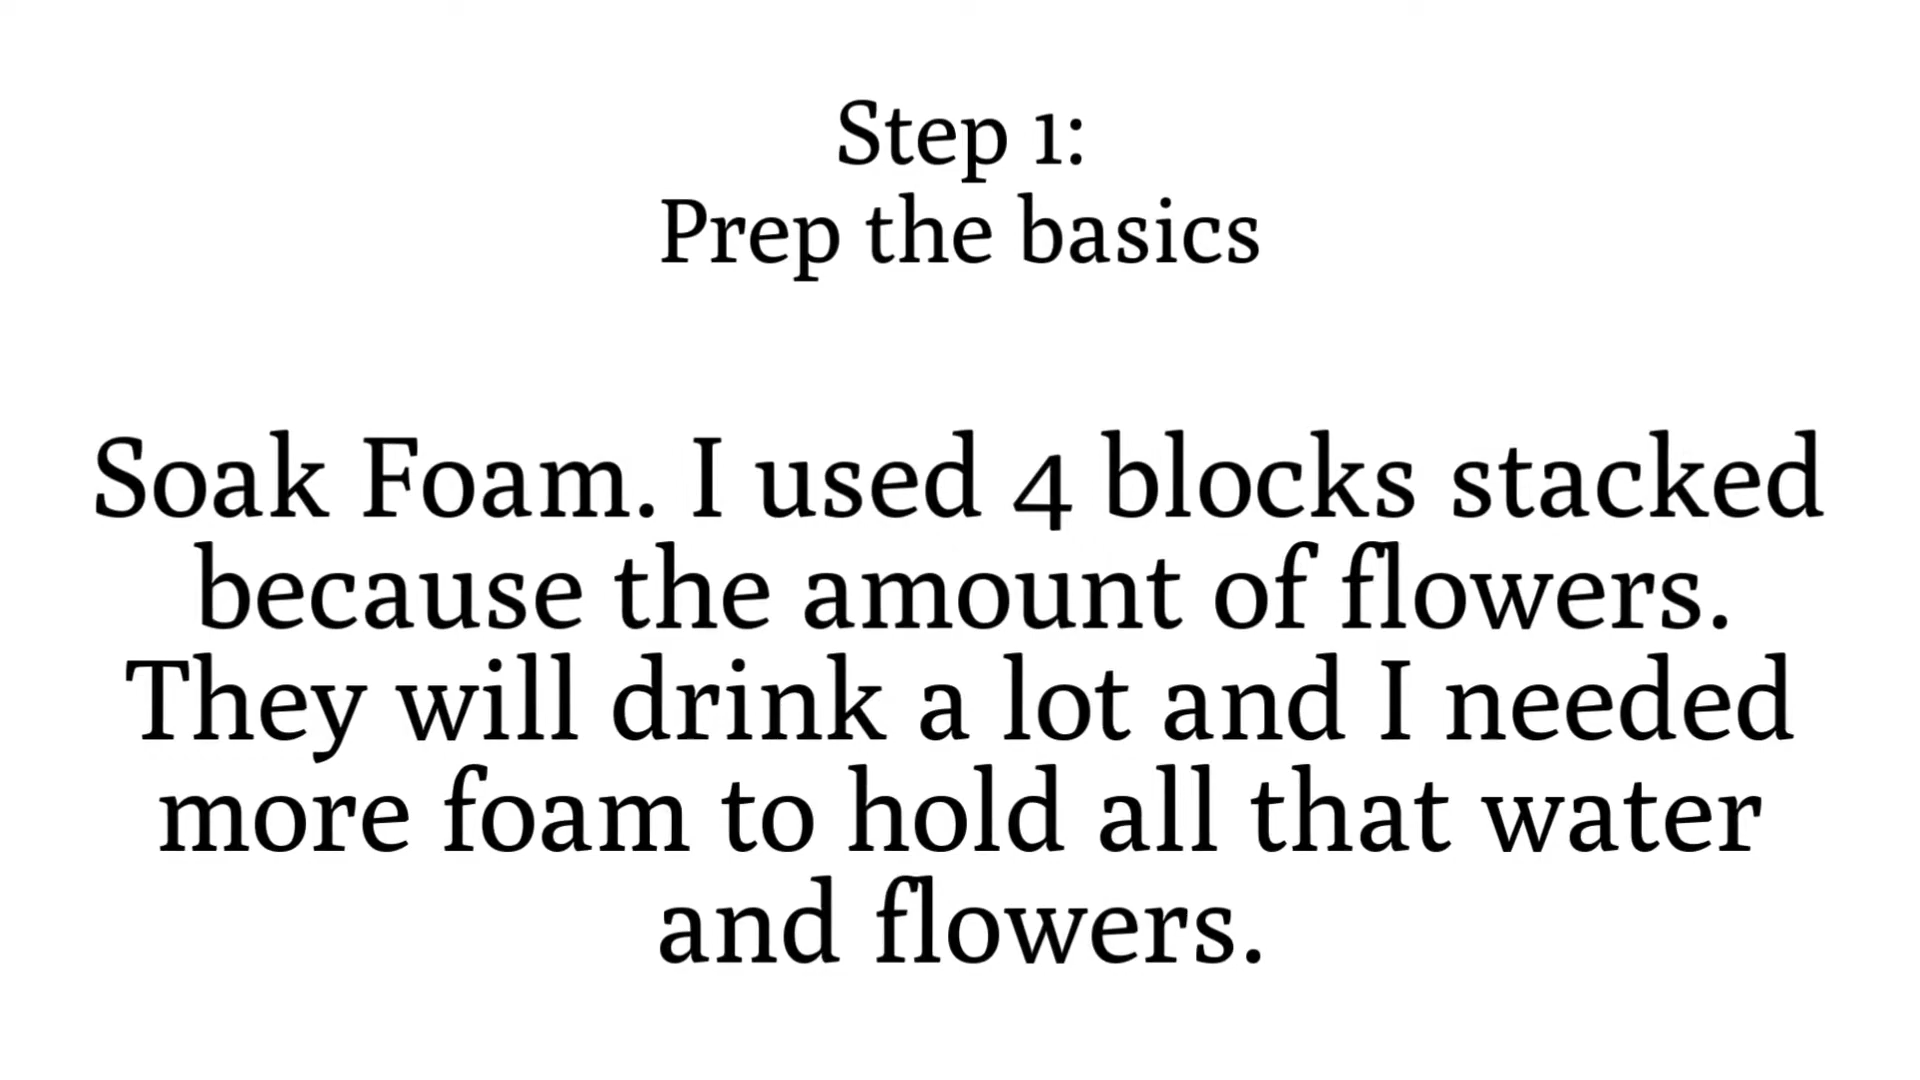 Step 1:
Prep the basics
Soak Foam. I used 4 blocks stacked
because the amount of flowers.
They will drink a lot and I needed
more foam to hold all that water
and flowers.